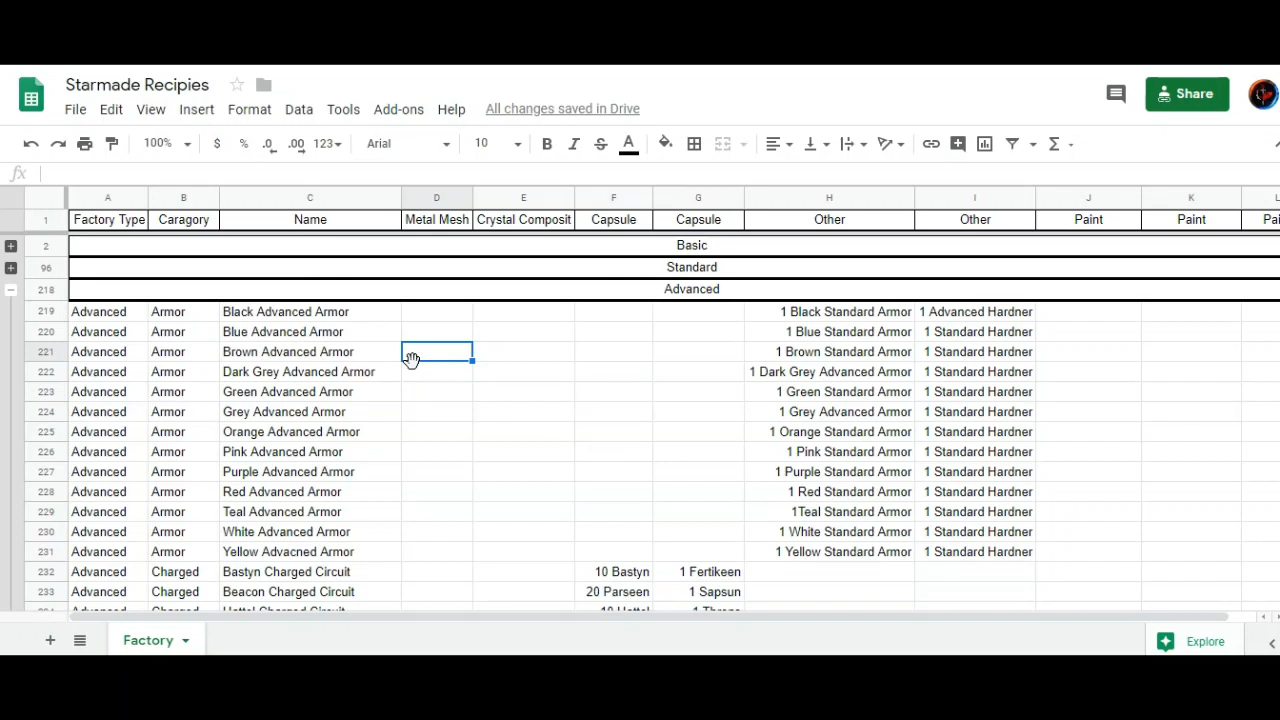 Starmade Recipies
File Edit View Insert Format Data Tools Add-ons Help All changes saved in Drive
Share
100% $ % .0 .00 123 Arial 10 B I S A Σ
fx
A B C D E F G H I J K L
1 Factory Type Caragory Name Metal Mesh Crystal Composit Capsule Capsule Other Other Paint Paint Pai
2 Basic
96 Standard
218 Advanced
219 Advanced Armor Black Advanced Armor 1 Black Standard Armor 1 Advanced Hardner
220 Advanced Armor Blue Advanced Armor 1 Blue Standard Armor 1 Standard Hardner
221 Advanced Armor Brown Advanced Armor 1 Brown Standard Armor 1 Standard Hardner
222 Advanced Armor Dark Grey Advanced Armor 1 Dark Grey Advanced Armor 1 Standard Hardner
223 Advanced Armor Green Advanced Armor 1 Green Standard Armor 1 Standard Hardner
224 Advanced Armor Grey Advanced Armor 1 Grey Advanced Armor 1 Standard Hardner
225 Advanced Armor Orange Advanced Armor 1 Orange Standard Armor 1 Standard Hardner
226 Advanced Armor Pink Advanced Armor 1 Pink Standard Armor 1 Standard Hardner
227 Advanced Armor Purple Advanced Armor 1 Purple Standard Armor 1 Standard Hardner
228 Advanced Armor Red Advanced Armor 1 Red Standard Armor 1 Standard Hardner
229 Advanced Armor Teal Advanced Armor 1Teal Standard Armor 1 Standard Hardner
230 Advanced Armor White Advanced Armor 1 White Standard Armor 1 Standard Hardner
231 Advanced Armor Yellow Advacned Armor 1 Yellow Standard Armor 1 Standard Hardner
232 Advanced Charged Bastyn Charged Circuit 10 Bastyn 1 Fertikeen
233 Advanced Charged Beacon Charged Circuit 20 Parseen 1 Sapsun
Factory
Explore